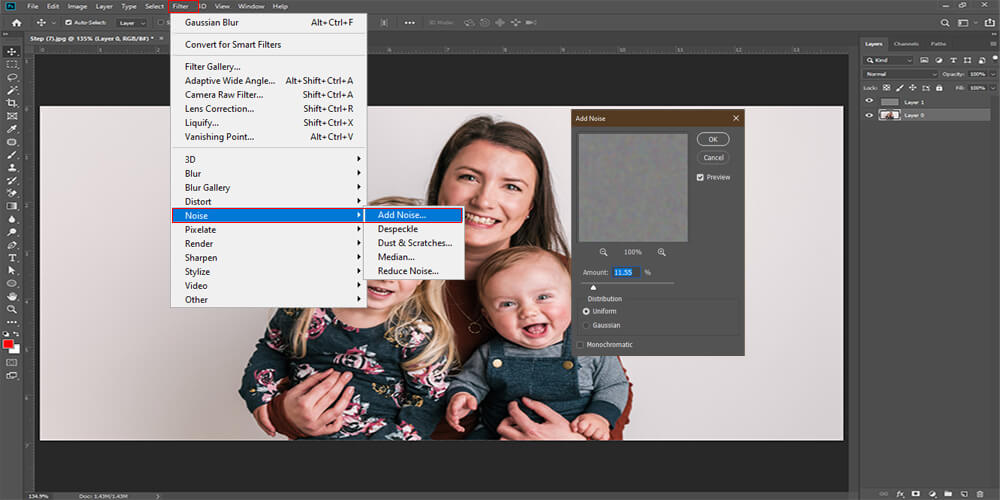 Ps File Edit Image Layer Type Select Filter 3D View Window Help
Auto-Select: Layer
3D Mode:
Step (7).jpg @ 135% (Layer 0, RGB/8#) *
Gaussian Blur Alt+Ctrl+F
Convert for Smart Filters
Filter Gallery...
Adaptive Wide Angle... Alt+Shift+Ctrl+A
Camera Raw Filter... Shift+Ctrl+A
Lens Correction... Shift+Ctrl+R
Liquify... Shift+Ctrl+X
Vanishing Point... Alt+Ctrl+V
3D
Blur
Blur Gallery
Distort
Noise
Pixelate
Render
Sharpen
Stylize
Video
Other
Add Noise...
Despeckle
Dust & Scratches...
Median...
Reduce Noise...
Add Noise
OK
Cancel
Preview
100%
Amount: 11.55 %
Distribution
Uniform
Gaussian
Monochromatic
Layers Channels Paths
Kind
Normal Opacity: 100%
Lock: Fill: 100%
Layer 1
Layer 0
134.9% Doc: 1.43M/1.43M